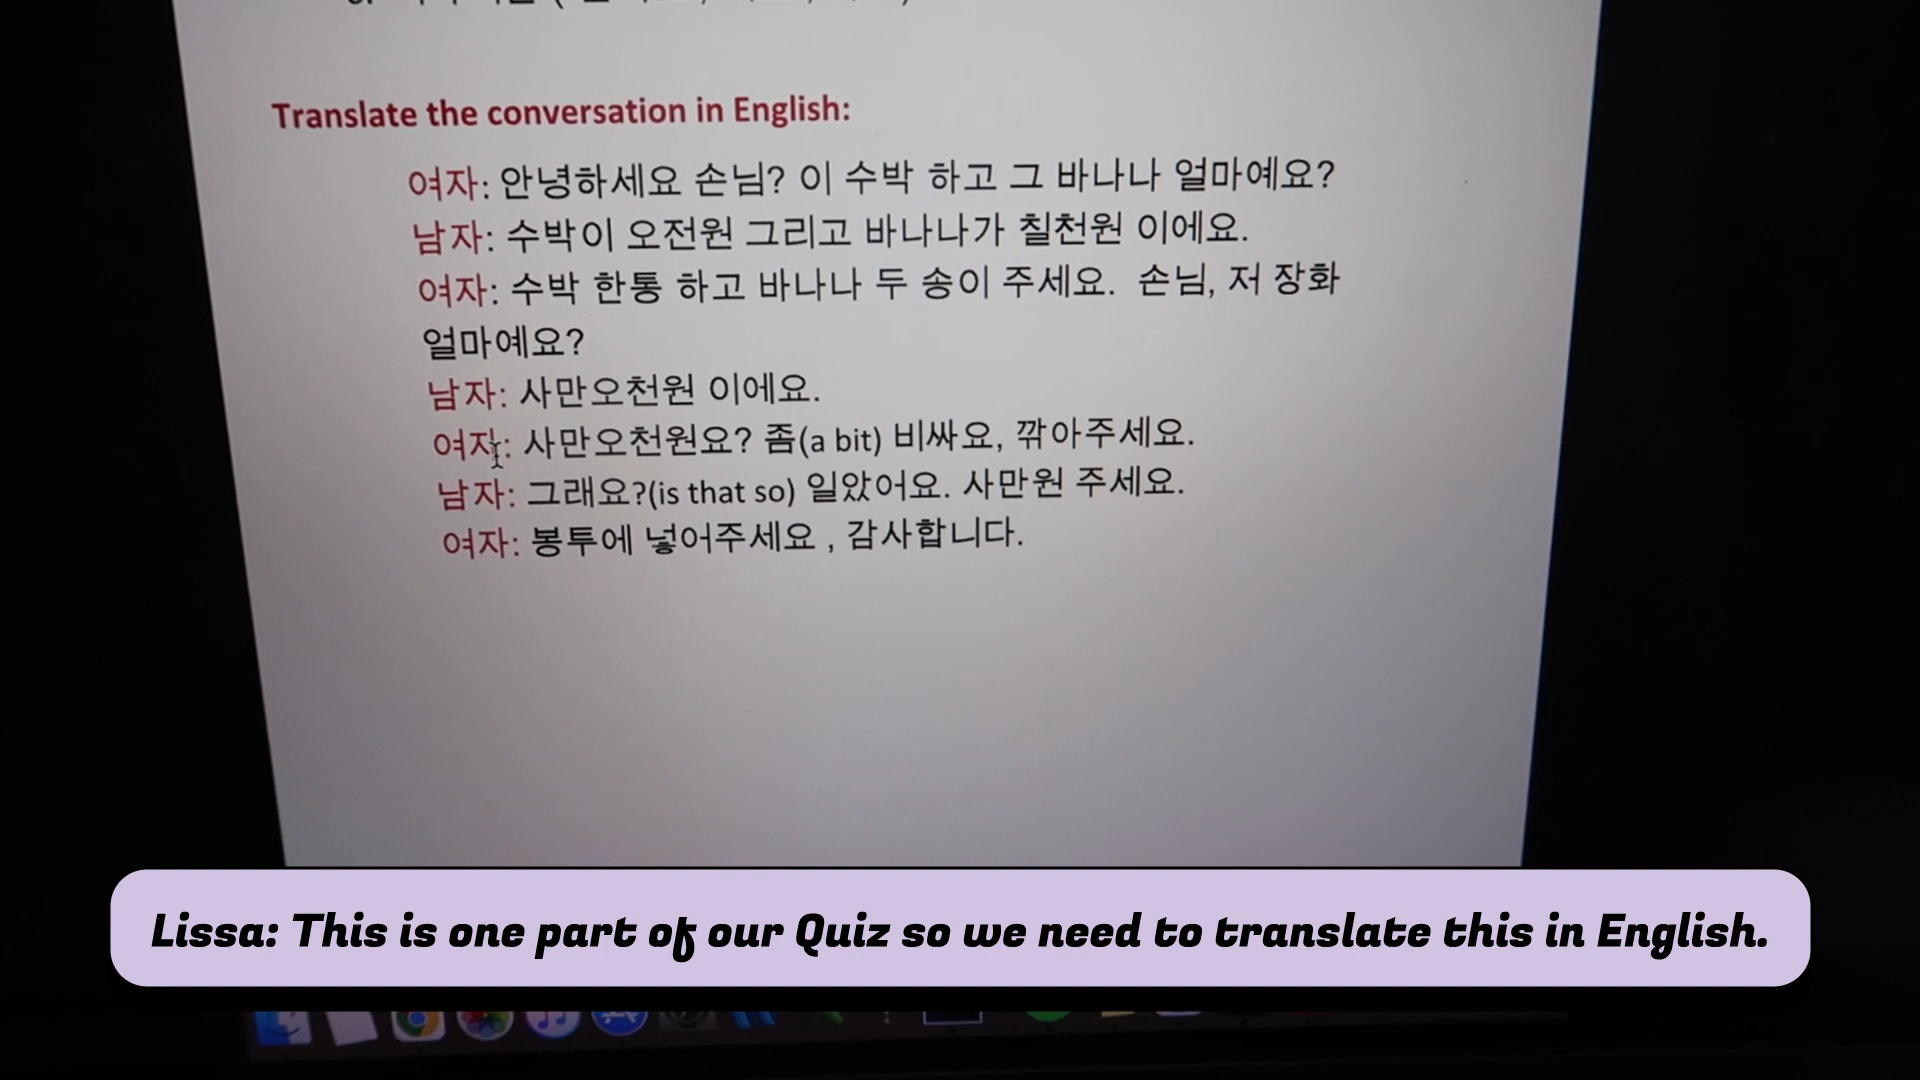 Translate the conversation in English:
여자: 안녕하세요 손님? 이 수박 하고 그 바나나 얼마예요?
남자: 수박이 오전원 그리고 바나나가 칠천원 이에요.
여자: 수박 한통 하고 바나나 두 송이 주세요. 손님, 저 장화
얼마예요?
남자: 사만오천원 이에요.
여자: 사만오천원요? 좀(a bit) 비싸요, 깎아주세요.
남자: 그래요?(is that so) 일았어요. 사만원 주세요.
여자: 봉투에 넣어주세요 , 감사합니다.
Lissa: This is one part of our Quiz so we need to translate this in English.